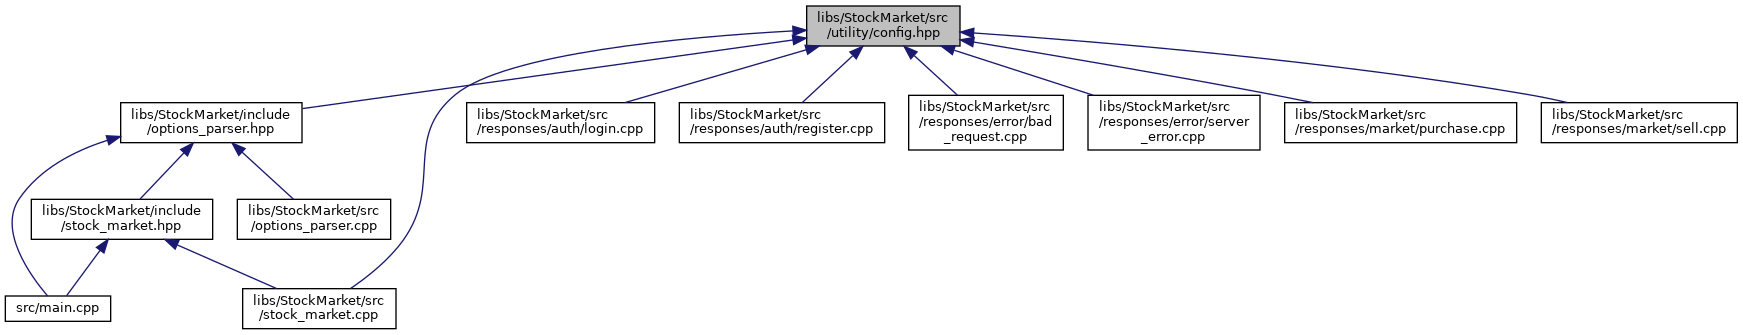 libs/StockMarket/src
/utility/config.hpp
libs/StockMarket/include
/options_parser.hpp
libs/StockMarket/src
/responses/auth/login.cpp
libs/StockMarket/src
/responses/auth/register.cpp
libs/StockMarket/src
/responses/error/bad
_request.cpp
libs/StockMarket/src
/responses/error/server
_error.cpp
libs/StockMarket/src
/responses/market/purchase.cpp
libs/StockMarket/src
/responses/market/sell.cpp
libs/StockMarket/include
/stock_market.hpp
libs/StockMarket/src
/options_parser.cpp
src/main.cpp
libs/StockMarket/src
/stock_market.cpp